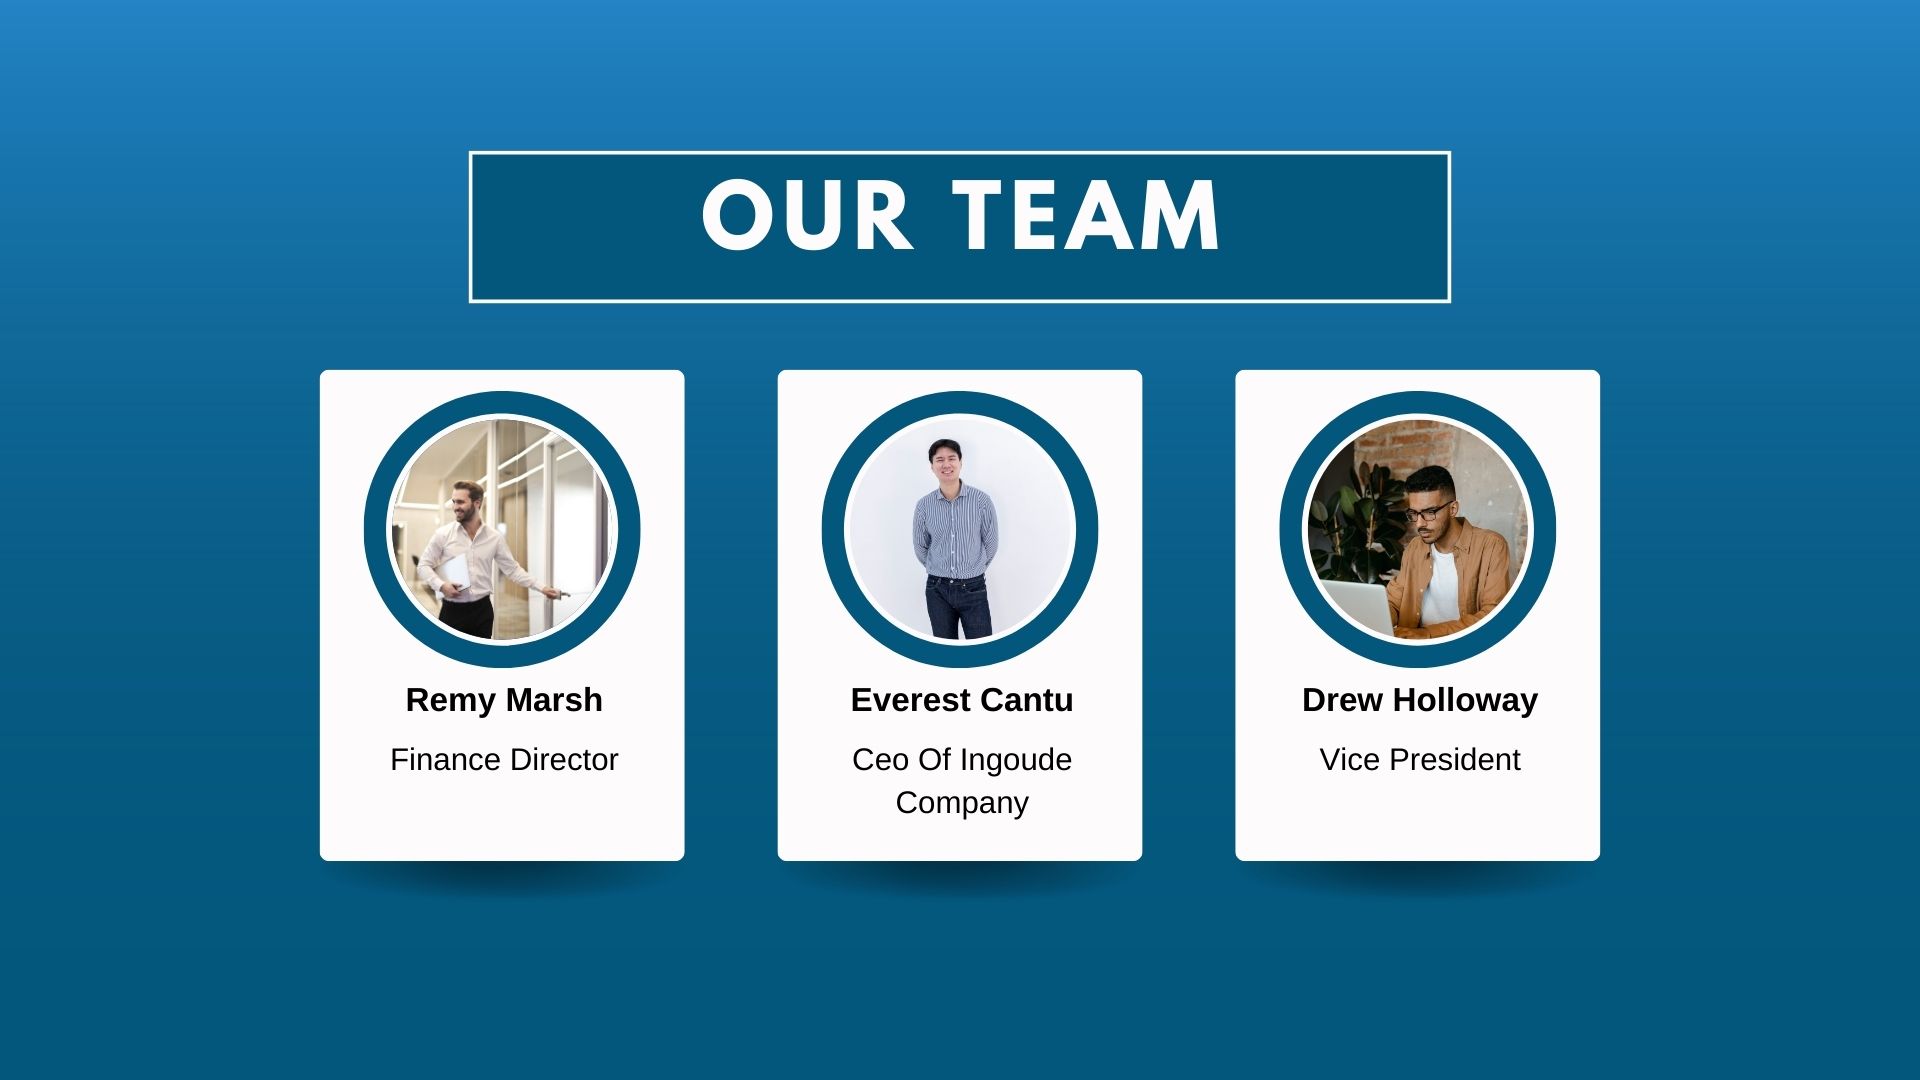 OUR TEAM
Remy Marsh
Finance Director
Everest Cantu
Ceo Of Ingoude
Company
Drew Holloway
Vice President